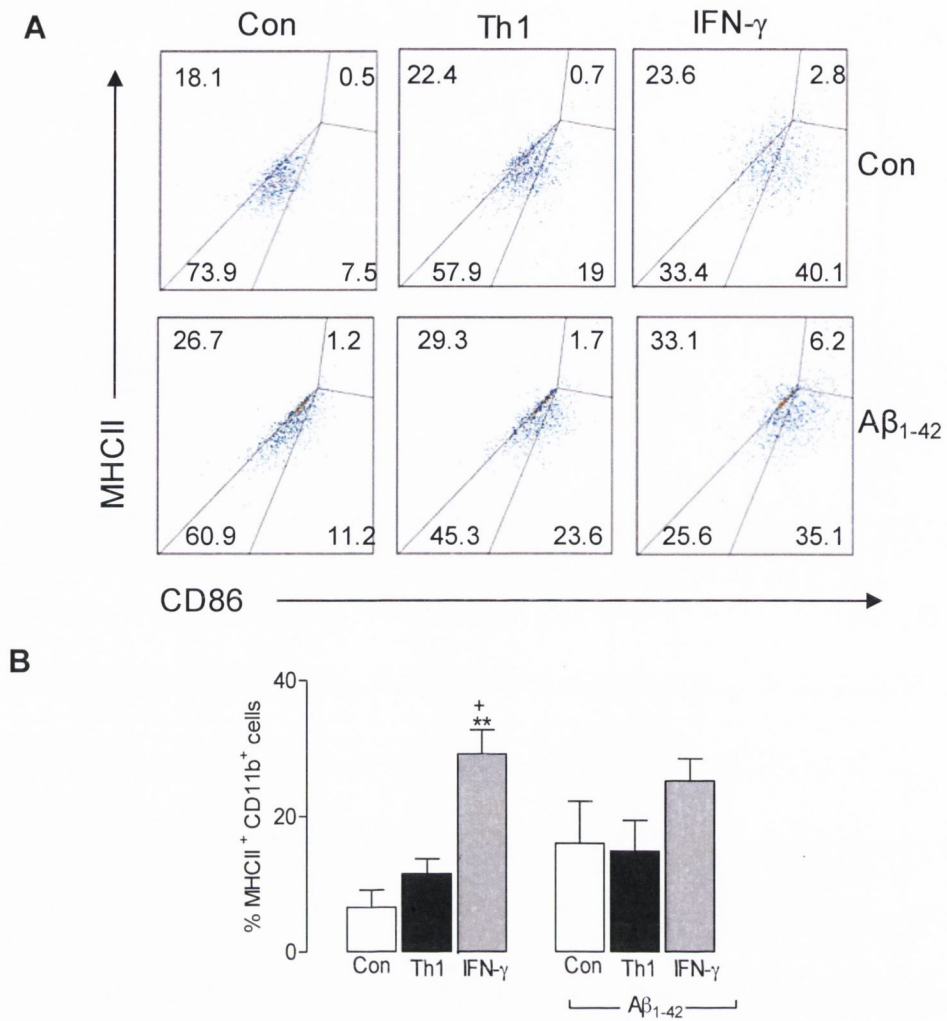 A
Con Th1 IFN-γ
18.1 0.5 22.4 0.7 23.6 2.8
Con
73.9 7.5 57.9 19 33.4 40.1
26.7 1.2 29.3 1.7 33.1 6.2
Aβ1-42
60.9 11.2 45.3 23.6 25.6 35.1
MHCII
CD86
B
40
+
**
20
0
% MHCII+ CD11b+ cells
Con Th1 IFN-γ Con Th1 IFN-γ
Aβ1-42